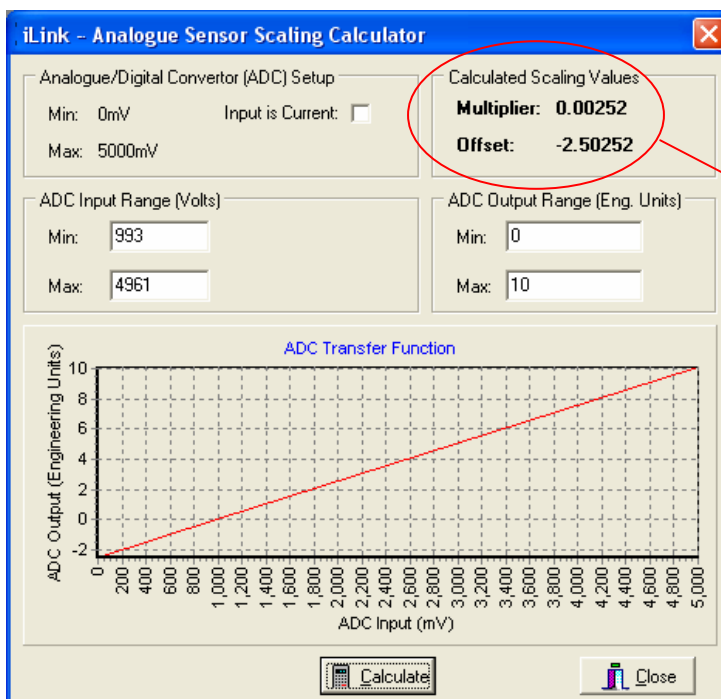 iLink - Analogue Sensor Scaling Calculator
Analogue/Digital Convertor (ADC) Setup
Min: 0mV
Input is Current:
Max: 5000mV
Calculated Scaling Values
Multiplier: 0.00252
Offset: -2.50252
ADC Input Range (Volts)
Min: 993
Max: 4961
ADC Output Range (Eng. Units)
Min: 0
Max: 10
ADC Transfer Function
ADC Output (Engineering Units)
10
8
6
4
2
0
-2
0
200
400
600
800
1,000
1,200
1,400
1,600
1,800
2,000
2,200
2,400
2,600
2,800
3,000
3,200
3,400
3,600
3,800
4,000
4,200
4,400
4,600
4,800
5,000
ADC Input (mV)
Calculate
Close